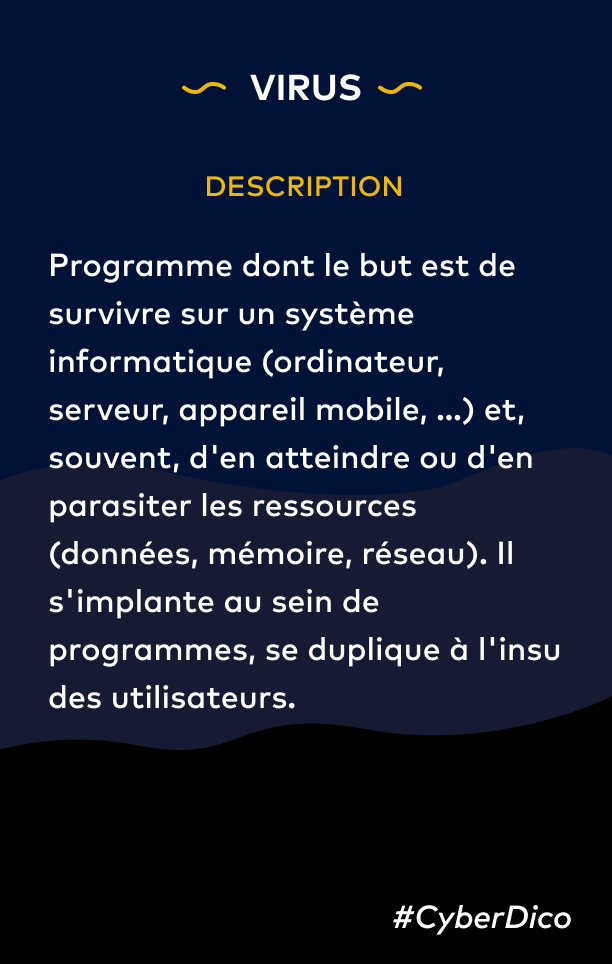 VIRUS
DESCRIPTION
Programme dont le but est de
survivre sur un système
informatique (ordinateur,
serveur, appareil mobile, ...) et,
souvent, d'en atteindre ou d'en
parasiter les ressources
(données, mémoire, réseau). Il
s'implante au sein de
programmes, se duplique à l'insu
des utilisateurs.
#CyberDico